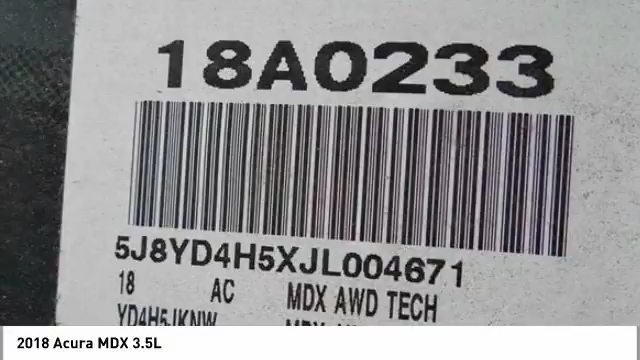 18A0233
5J8YD4H5XJL004671
18 AC MDX AWD TECH
YD4H5JKNW
2018 Acura MDX 3.5L